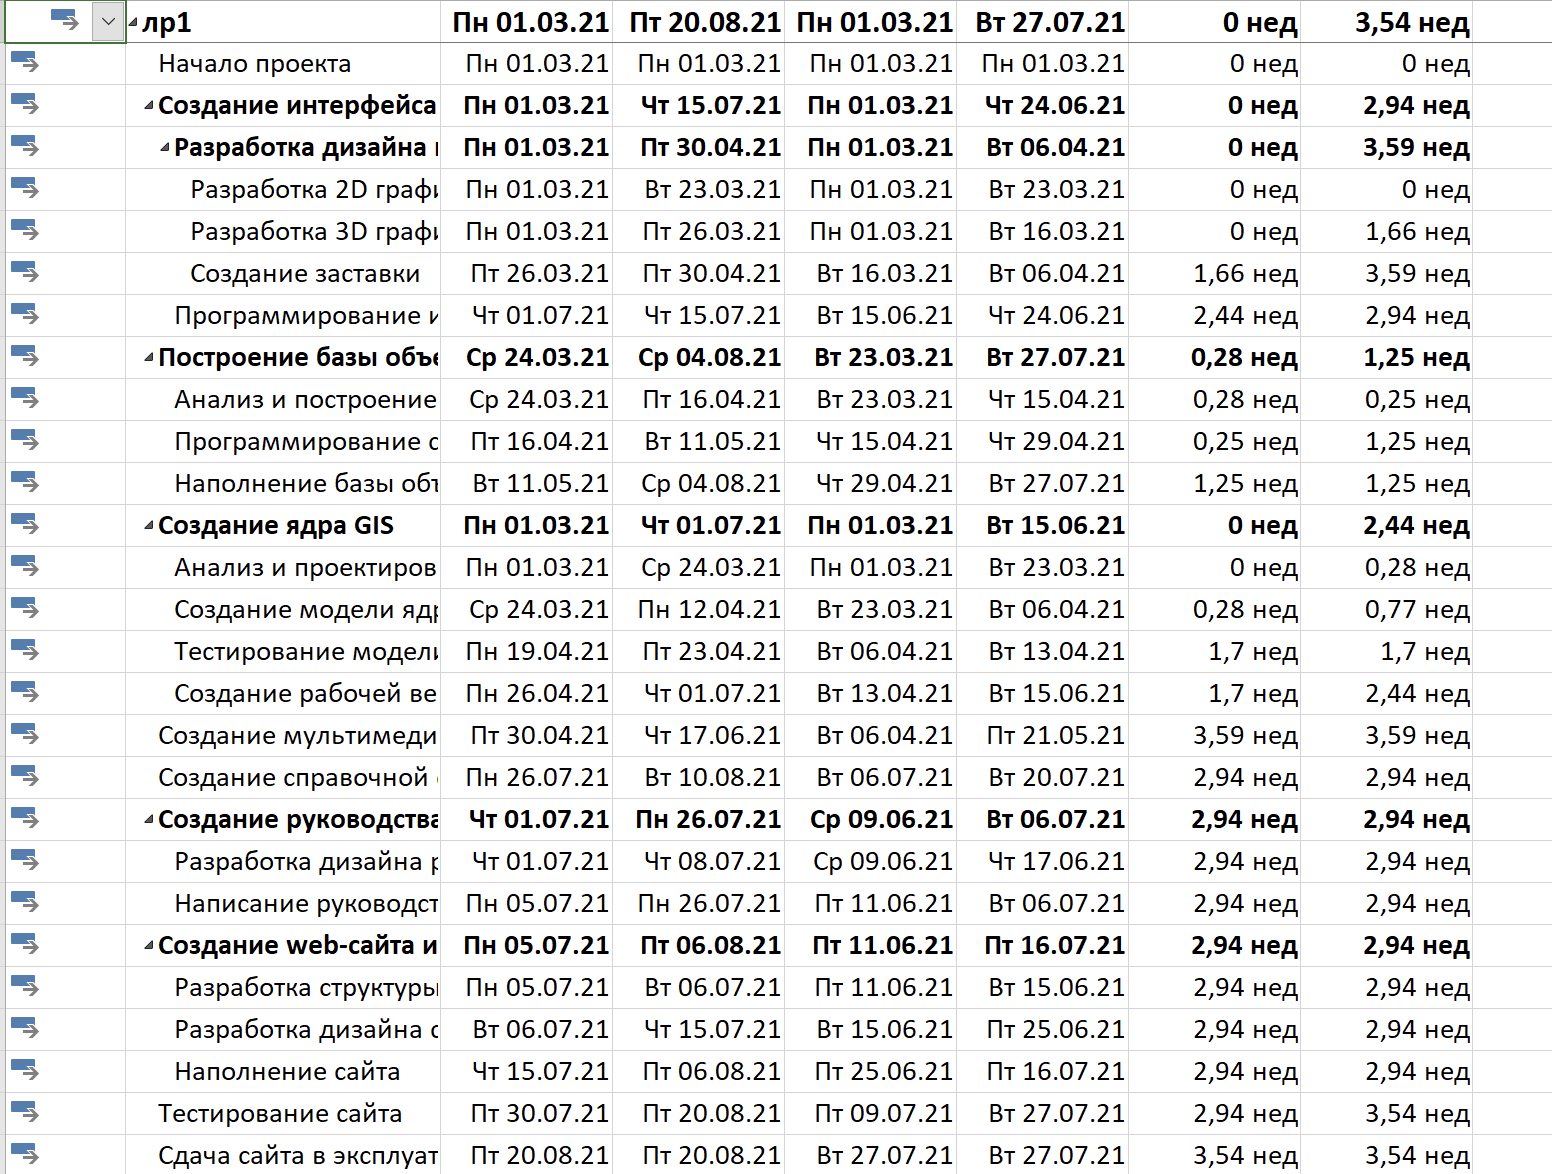 лр1 Пн 01.03.21 Пт 20.08.21 Пн 01.03.21 Вт 27.07.21 0 нед 3,54 нед
Начало проекта Пн 01.03.21 Пн 01.03.21 Пн 01.03.21 Пн 01.03.21 0 нед 0 нед
Создание интерфейса Пн 01.03.21 Чт 15.07.21 Пн 01.03.21 Чт 24.06.21 0 нед 2,94 нед
Разработка дизайна Пн 01.03.21 Пт 30.04.21 Пн 01.03.21 Вт 06.04.21 0 нед 3,59 нед
Разработка 2D графи Пн 01.03.21 Вт 23.03.21 Пн 01.03.21 Вт 23.03.21 0 нед 0 нед
Разработка 3D графи Пн 01.03.21 Пт 26.03.21 Пн 01.03.21 Вт 16.03.21 0 нед 1,66 нед
Создание заставки Пт 26.03.21 Пт 30.04.21 Вт 16.03.21 Вт 06.04.21 1,66 нед 3,59 нед
Программирование и Чт 01.07.21 Чт 15.07.21 Вт 15.06.21 Чт 24.06.21 2,44 нед 2,94 нед
Построение базы объе Ср 24.03.21 Ср 04.08.21 Вт 23.03.21 Вт 27.07.21 0,28 нед 1,25 нед
Анализ и построение Ср 24.03.21 Пт 16.04.21 Вт 23.03.21 Чт 15.04.21 0,28 нед 0,25 нед
Программирование с Пт 16.04.21 Вт 11.05.21 Чт 15.04.21 Чт 29.04.21 0,25 нед 1,25 нед
Наполнение базы объ Вт 11.05.21 Ср 04.08.21 Чт 29.04.21 Вт 27.07.21 1,25 нед 1,25 нед
Создание ядра GIS Пн 01.03.21 Чт 01.07.21 Пн 01.03.21 Вт 15.06.21 0 нед 2,44 нед
Анализ и проектиров Пн 01.03.21 Ср 24.03.21 Пн 01.03.21 Вт 23.03.21 0 нед 0,28 нед
Создание модели ядр Ср 24.03.21 Пн 12.04.21 Вт 23.03.21 Вт 06.04.21 0,28 нед 0,77 нед
Тестирование модели Пн 19.04.21 Пт 23.04.21 Вт 06.04.21 Вт 13.04.21 1,7 нед 1,7 нед
Создание рабочей ве Пн 26.04.21 Чт 01.07.21 Вт 13.04.21 Вт 15.06.21 1,7 нед 2,44 нед
Создание мультимеди Пт 30.04.21 Чт 17.06.21 Вт 06.04.21 Пт 21.05.21 3,59 нед 3,59 нед
Создание справочной Пн 26.07.21 Вт 10.08.21 Вт 06.07.21 Вт 20.07.21 2,94 нед 2,94 нед
Создание руководства Чт 01.07.21 Пн 26.07.21 Ср 09.06.21 Вт 06.07.21 2,94 нед 2,94 нед
Разработка дизайна р Чт 01.07.21 Чт 08.07.21 Ср 09.06.21 Чт 17.06.21 2,94 нед 2,94 нед
Написание руководст Пн 05.07.21 Пн 26.07.21 Пт 11.06.21 Вт 06.07.21 2,94 нед 2,94 нед
Создание web-сайта и Пн 05.07.21 Пт 06.08.21 Пт 11.06.21 Пт 16.07.21 2,94 нед 2,94 нед
Разработка структуры Пн 05.07.21 Вт 06.07.21 Пт 11.06.21 Вт 15.06.21 2,94 нед 2,94 нед
Разработка дизайна с Вт 06.07.21 Чт 15.07.21 Вт 15.06.21 Пт 25.06.21 2,94 нед 2,94 нед
Наполнение сайта Чт 15.07.21 Пт 06.08.21 Пт 25.06.21 Пт 16.07.21 2,94 нед 2,94 нед
Тестирование сайта Пт 30.07.21 Пт 20.08.21 Пт 09.07.21 Вт 27.07.21 2,94 нед 3,54 нед
Сдача сайта в эксплуат Пт 20.08.21 Пт 20.08.21 Вт 27.07.21 Вт 27.07.21 3,54 нед 3,54 нед